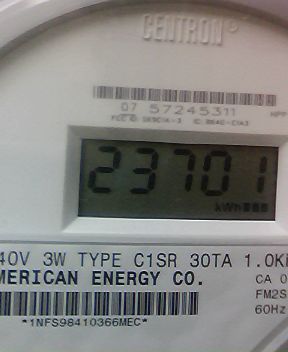 CENTRON®
07 57245311
23701
kWh
40V 3W TYPE C1SR 30TA 1.0K
MERICAN ENERGY CO. CA 0
FM2S
60Hz
*1NFS98410366MEC*